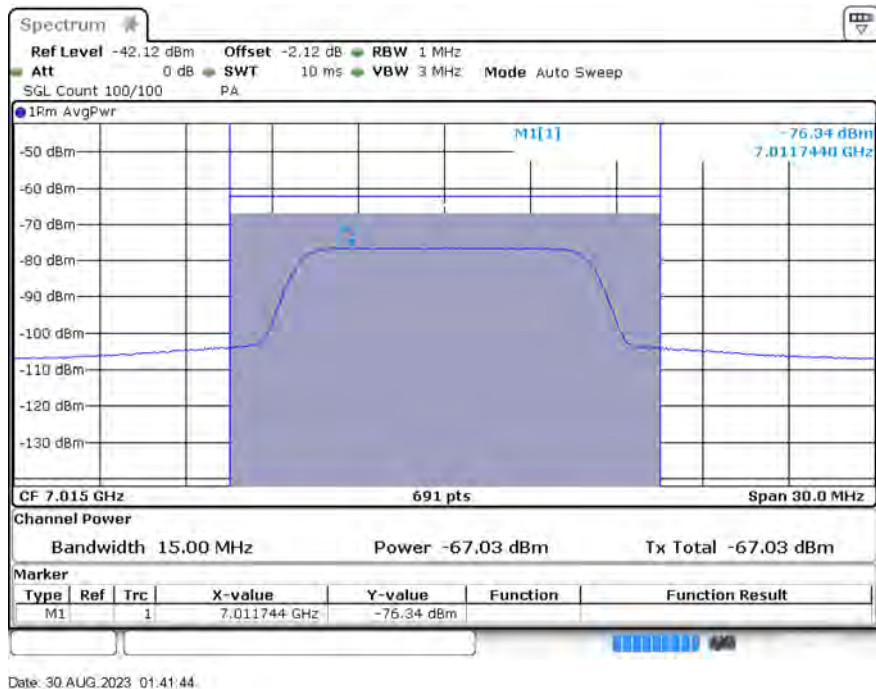 Spectrum
Ref Level -42.12 dBm Offset -2.12 dB RBW 1 MHz
Att 0 dB SWT 10 ms VBW 3 MHz Mode Auto Sweep
SGL Count 100/100 PA
1Rm AvgPwr
M1[1] -76.34 dBm
7.0117440 GHz
-50 dBm
-60 dBm
-70 dBm
-80 dBm
-90 dBm
-100 dBm
-110 dBm
-120 dBm
-130 dBm
CF 7.015 GHz 691 pts Span 30.0 MHz
Channel Power
Bandwidth 15.00 MHz Power -67.03 dBm Tx Total -67.03 dBm
Marker
Type Ref Trc X-value Y-value Function Function Result
M1 1 7.011744 GHz -76.34 dBm
Date: 30.AUG.2023 01:41:44